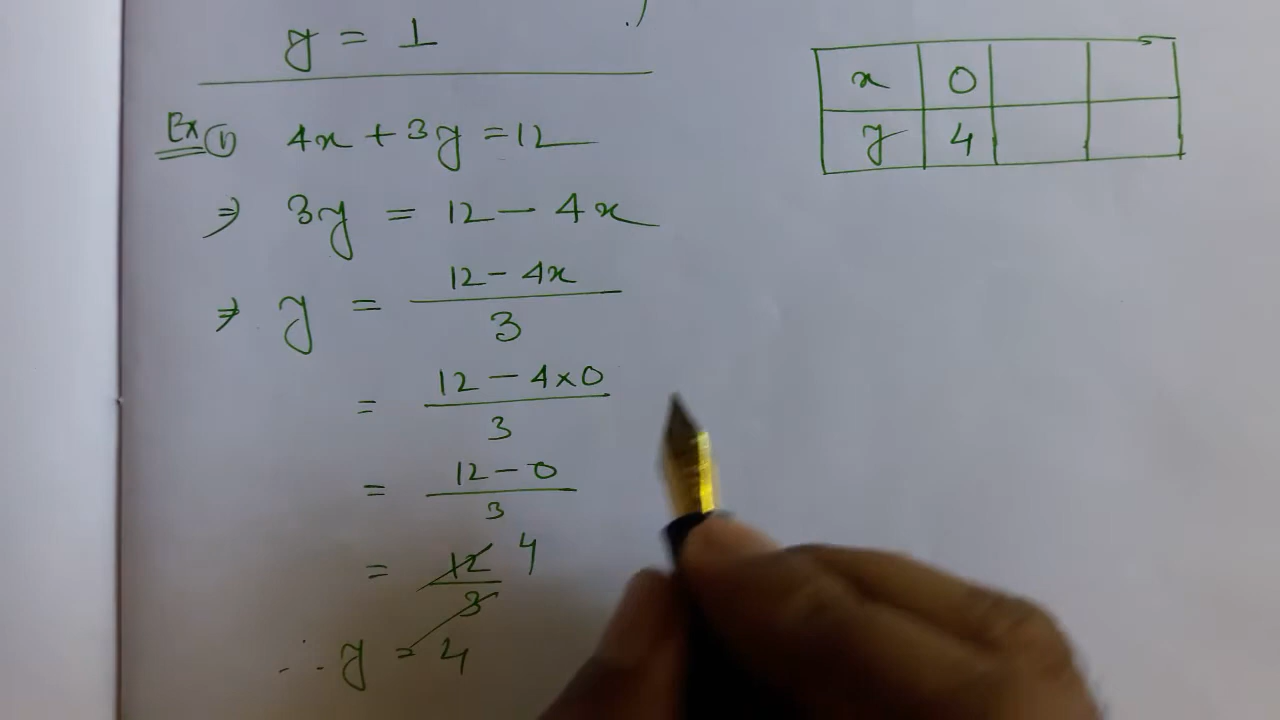 y = 1
Ex ① 4x + 3y = 12
⇒ 3y = 12 - 4x
⇒ y = (12 - 4x)/3
= (12 - 4×0)/3
= (12 - 0)/3
= 12/3 4
∴ y = 4
x 0
y 4